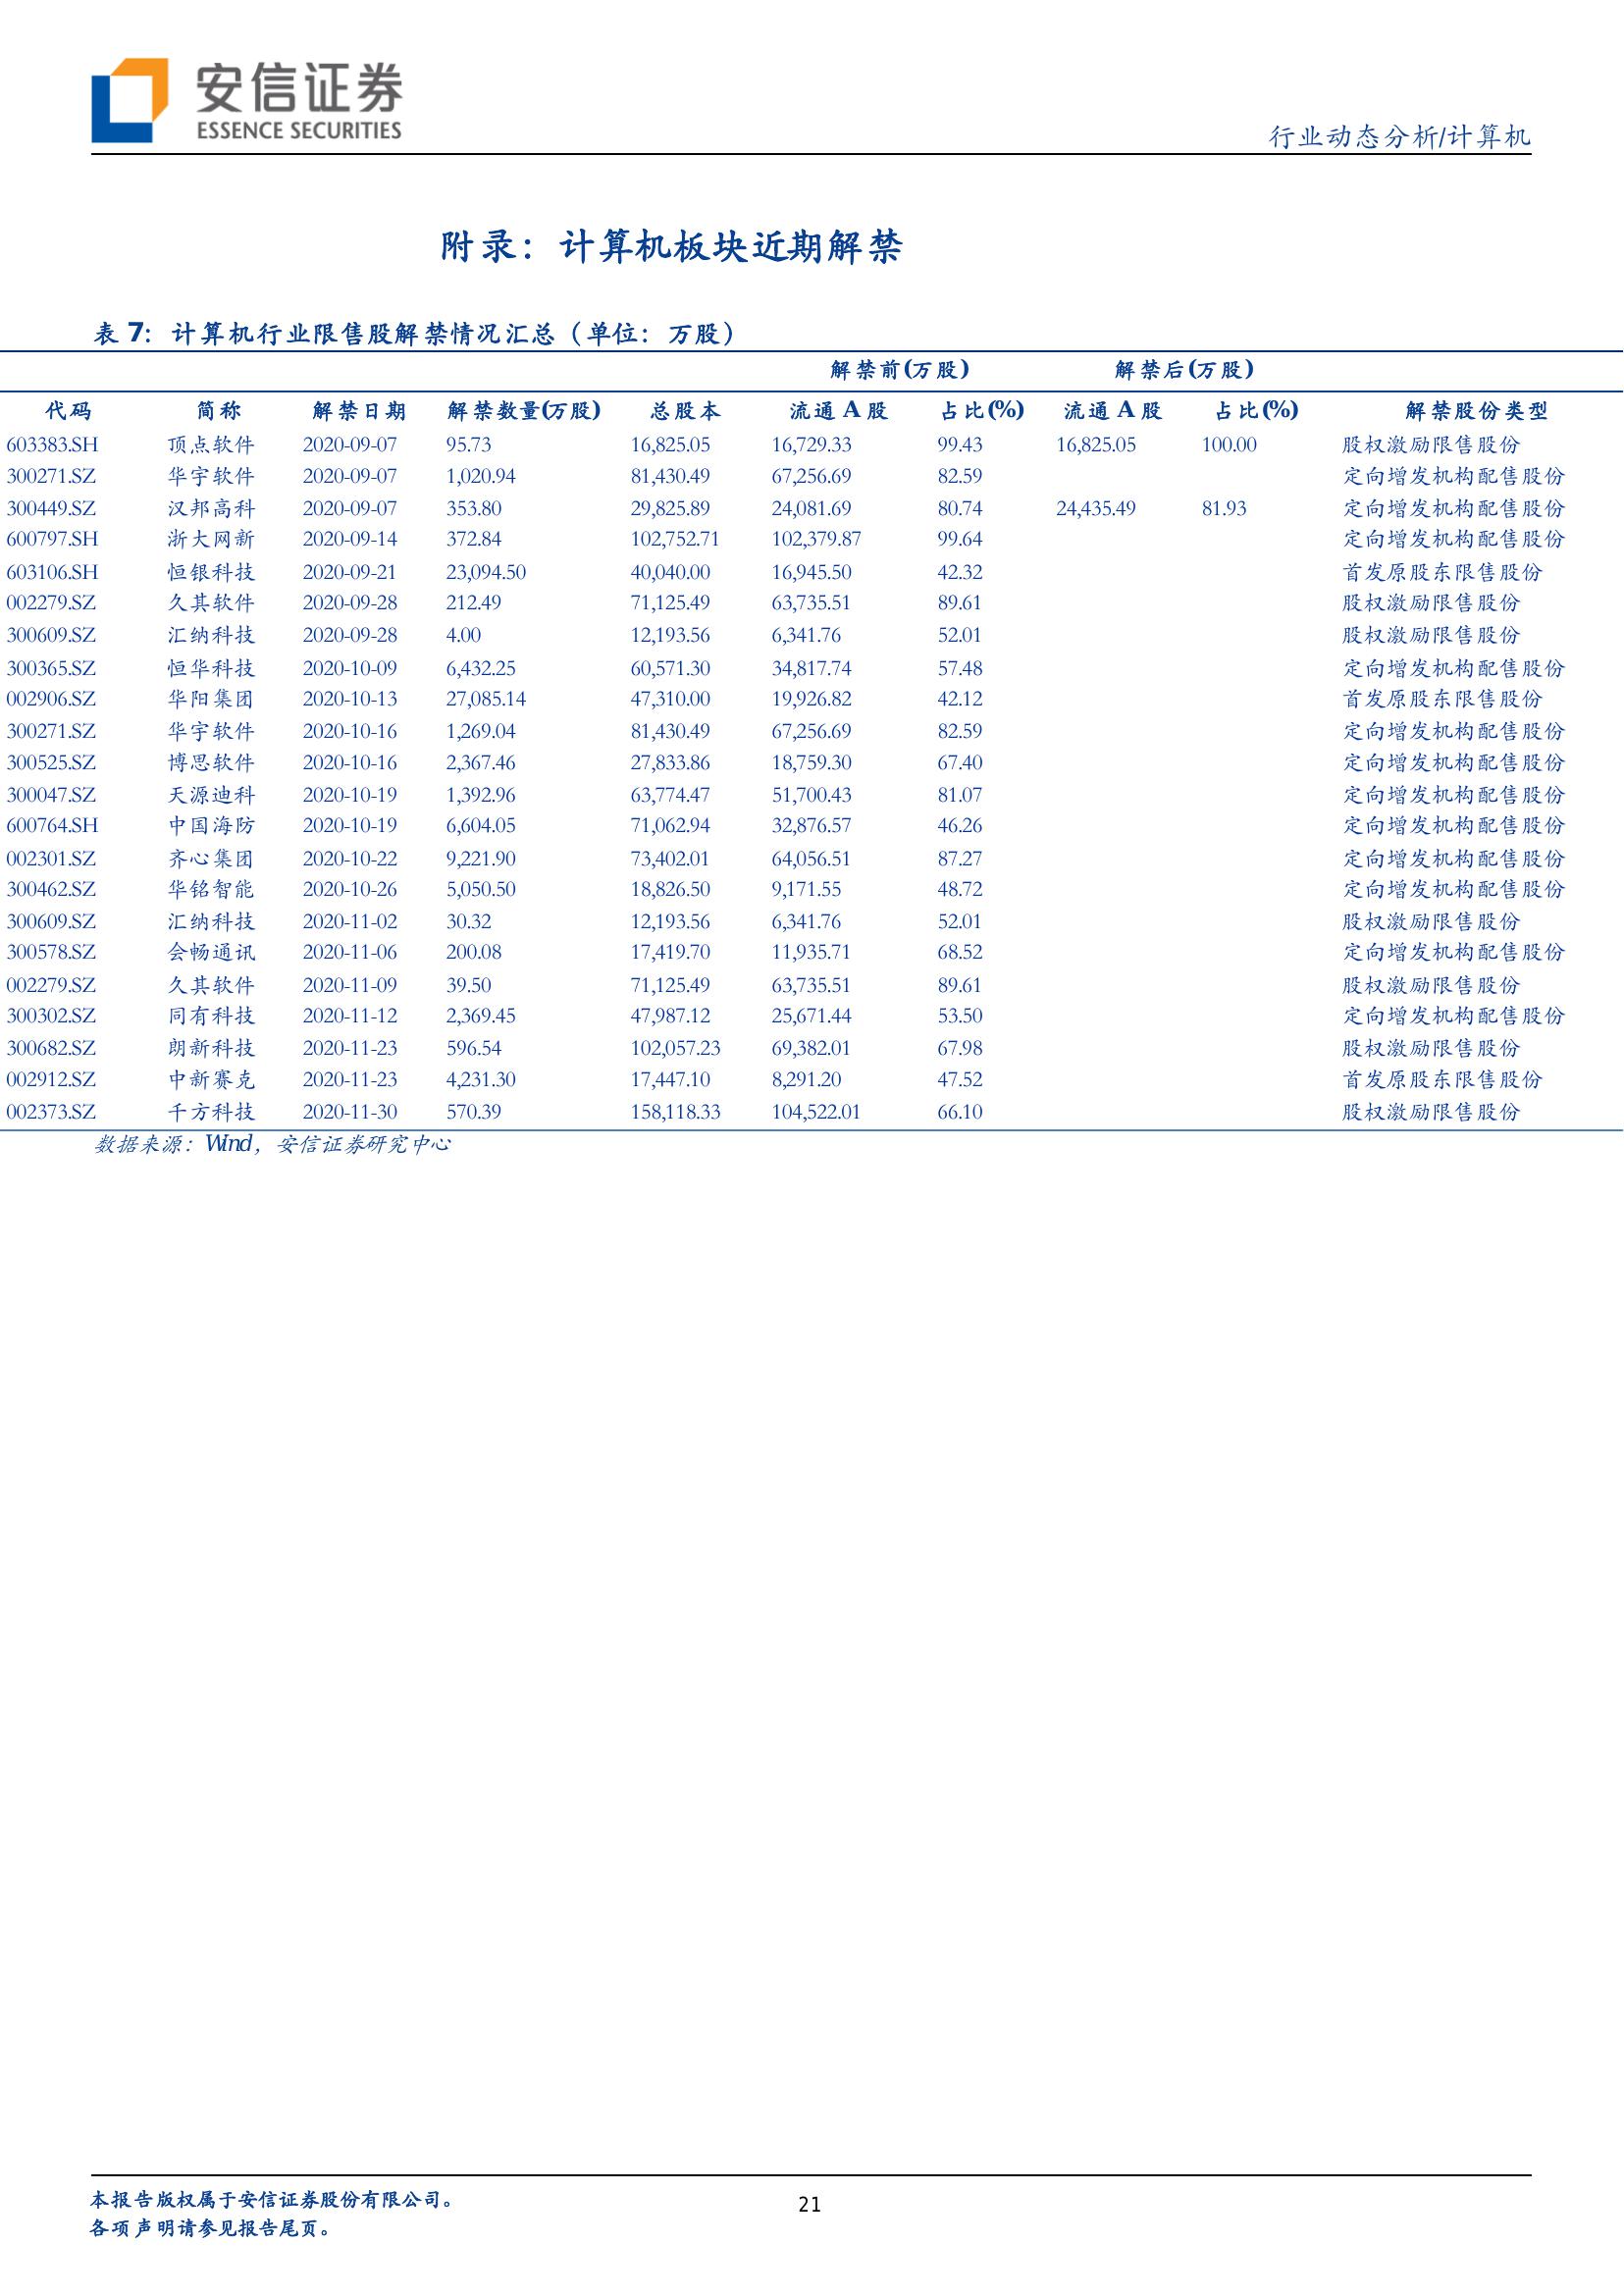 安信证券
ESSENCE SECURITIES
行业动态分析/计算机
附录：计算机板块近期解禁
表 7：计算机行业限售股解禁情况汇总（单位：万股）
解禁前(万股) 解禁后(万股)
代码 简称 解禁日期 解禁数量(万股) 总股本 流通 A 股 占比(%) 流通 A 股 占比(%) 解禁股份类型
603383.SH 顶点软件 2020-09-07 95.73 16,825.05 16,729.33 99.43 16,825.05 100.00 股权激励限售股份
300271.SZ 华宇软件 2020-09-07 1,020.94 81,430.49 67,256.69 82.59 定向增发机构配售股份
300449.SZ 汉邦高科 2020-09-07 353.80 29,825.89 24,081.69 80.74 24,435.49 81.93 定向增发机构配售股份
600797.SH 浙大网新 2020-09-14 372.84 102,752.71 102,379.87 99.64 定向增发机构配售股份
603106.SH 恒银科技 2020-09-21 23,094.50 40,040.00 16,945.50 42.32 首发原股东限售股份
002279.SZ 久其软件 2020-09-28 212.49 71,125.49 63,735.51 89.61 股权激励限售股份
300609.SZ 汇纳科技 2020-09-28 4.00 12,193.56 6,341.76 52.01 股权激励限售股份
300365.SZ 恒华科技 2020-10-09 6,432.25 60,571.30 34,817.74 57.48 定向增发机构配售股份
002906.SZ 华阳集团 2020-10-13 27,085.14 47,310.00 19,926.82 42.12 首发原股东限售股份
300271.SZ 华宇软件 2020-10-16 1,269.04 81,430.49 67,256.69 82.59 定向增发机构配售股份
300525.SZ 博思软件 2020-10-16 2,367.46 27,833.86 18,759.30 67.40 定向增发机构配售股份
300047.SZ 天源迪科 2020-10-19 1,392.96 63,774.47 51,700.43 81.07 定向增发机构配售股份
600764.SH 中国海防 2020-10-19 6,604.05 71,062.94 32,876.57 46.26 定向增发机构配售股份
002301.SZ 齐心集团 2020-10-22 9,221.90 73,402.01 64,056.51 87.27 定向增发机构配售股份
300462.SZ 华铭智能 2020-10-26 5,050.50 18,826.50 9,171.55 48.72 定向增发机构配售股份
300609.SZ 汇纳科技 2020-11-02 30.32 12,193.56 6,341.76 52.01 股权激励限售股份
300578.SZ 会畅通讯 2020-11-06 200.08 17,419.70 11,935.71 68.52 定向增发机构配售股份
002279.SZ 久其软件 2020-11-09 39.50 71,125.49 63,735.51 89.61 股权激励限售股份
300302.SZ 同有科技 2020-11-12 2,369.45 47,987.12 25,671.44 53.50 定向增发机构配售股份
300682.SZ 朗新科技 2020-11-23 596.54 102,057.23 69,382.01 67.98 股权激励限售股份
002912.SZ 中新赛克 2020-11-23 4,231.30 17,447.10 8,291.20 47.52 首发原股东限售股份
002373.SZ 千方科技 2020-11-30 570.39 158,118.33 104,522.01 66.10 股权激励限售股份
数据来源：Wind，安信证券研究中心
本报告版权属于安信证券股份有限公司。
各项声明请参见报告尾页。
21